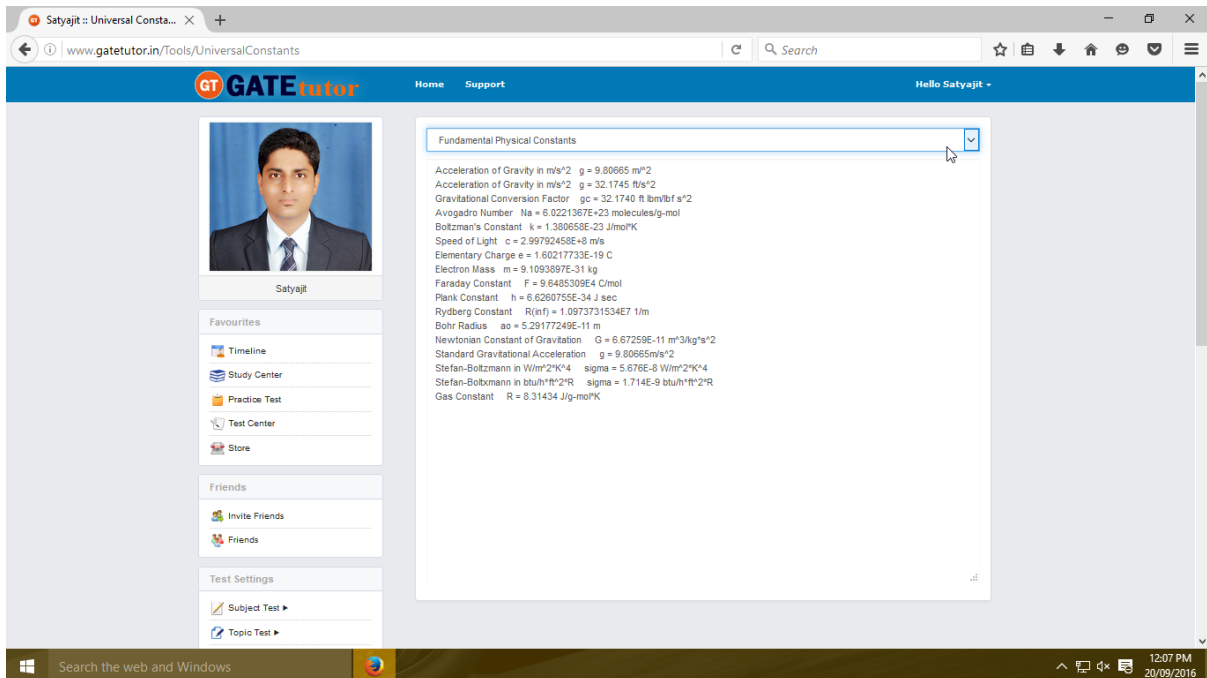 Satyajit :: Universal Consta...
www.gatetutor.in/Tools/UniversalConstants
Search
GT GATEtutor
Home Support
Hello Satyajit
Satyajit
Favourites
Timeline
Study Center
Practice Test
Test Center
Store
Friends
Invite Friends
Friends
Test Settings
Subject Test ►
Topic Test ►
Fundamental Physical Constants
Acceleration of Gravity in m/s^2 g = 9.80665 m/^2
Acceleration of Gravity in m/s^2 g = 32.1745 ft/s^2
Gravitational Conversion Factor gc = 32.1740 ft lbm/lbf s^2
Avogadro Number Na = 6.0221367E+23 molecules/g-mol
Boltzman's Constant k = 1.380658E-23 J/mol*K
Speed of Light c = 2.99792458E+8 m/s
Elementary Charge e = 1.60217733E-19 C
Electron Mass m = 9.1093897E-31 kg
Faraday Constant F = 9.6485309E4 C/mol
Plank Constant h = 6.6260755E-34 J sec
Rydberg Constant R(inf) = 1.0973731534E7 1/m
Bohr Radius ao = 5.29177249E-11 m
Newtonian Constant of Gravitation G = 6.67259E-11 m^3/kg*s^2
Standard Gravitational Acceleration g = 9.80665m/s^2
Stefan-Boltzmann in W/m^2*K^4 sigma = 5.676E-8 W/m^2*K^4
Stefan-Boltxmann in btu/h*ft^2*R sigma = 1.714E-9 btu/h*ft^2*R
Gas Constant R = 8.31434 J/g-mol*K
Search the web and Windows
12:07 PM
20/09/2016